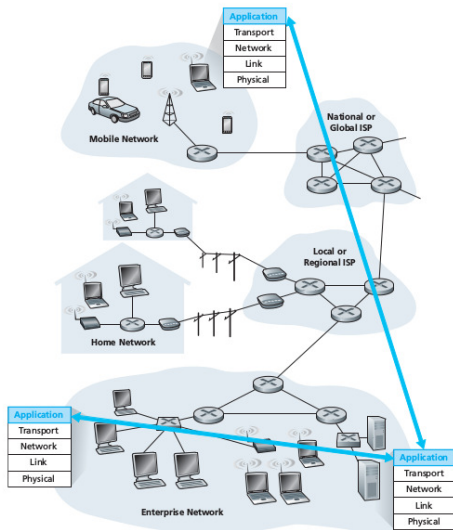 Application
Transport
Network
Link
Physical
Mobile Network
National or
Global ISP
Local or
Regional ISP
Home Network
Application
Transport
Network
Link
Physical
Application
Transport
Network
Link
Physical
Enterprise Network